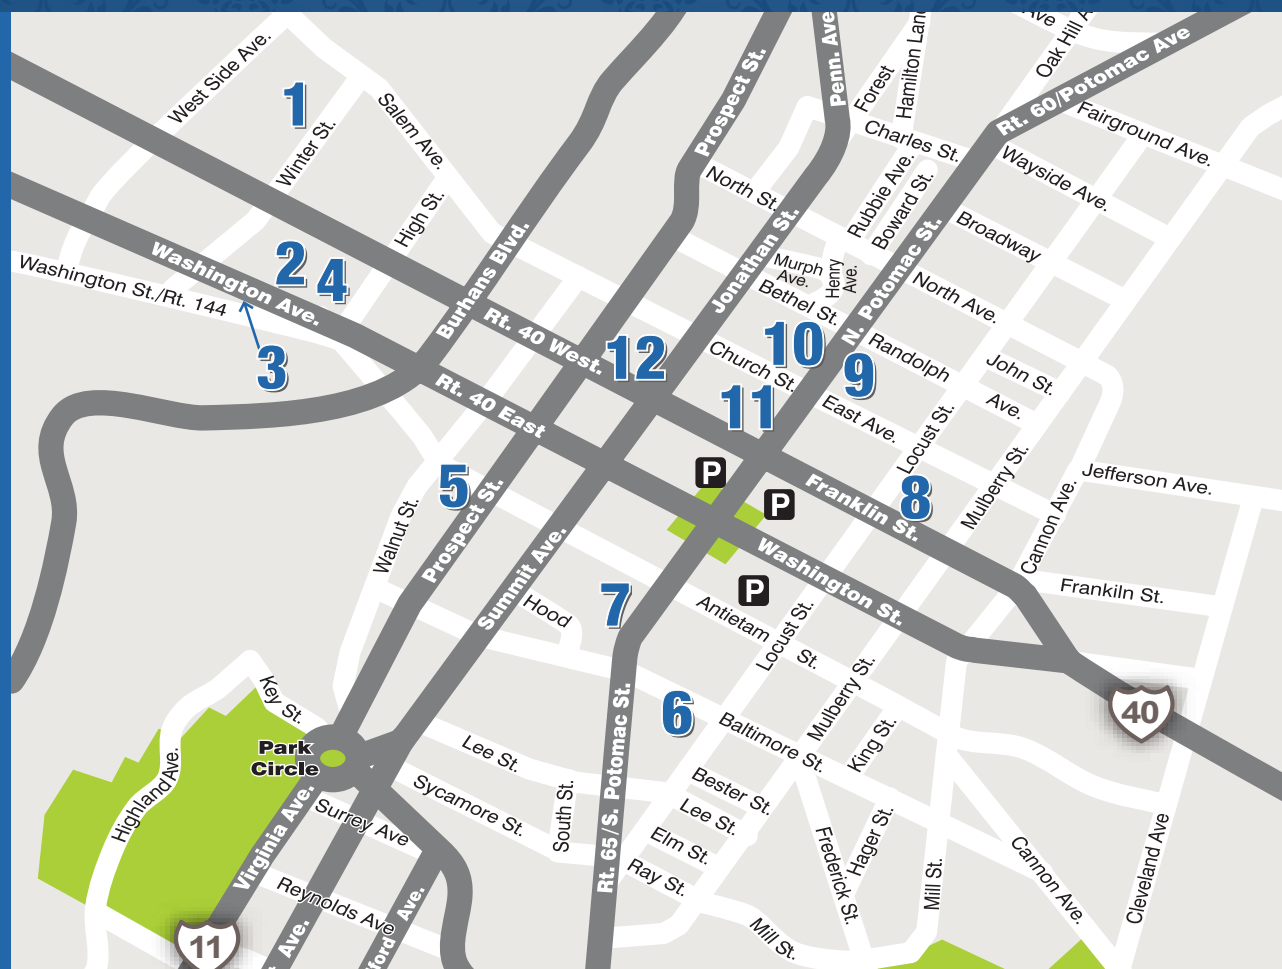 Ave
Oak Hill A
Rt. 60/Potomac Ave
Penn. Ave
Hamilton Lane
Forest
Prospect St.
West Side Ave.
1
Salem Ave.
Winter St.
Charles St.
Fairground Ave.
Wayside Ave.
Rubbie Ave.
Boward St.
North St.
High St.
Broadway
Jonathan St.
Burhans Blvd.
N. Potomac St.
Washington St./Rt. 144
Washington Ave.
2
4
3
Murph
Ave.
Henry
Ave.
Bethel St.
North Ave.
Rt. 40 West.
12
10
9
11
Church St.
Randolph
Ave.
John St.
East Ave.
Rt. 40 East
Locust St.
Mulberry St.
Cannon Ave.
Jefferson Ave.
P
P
P
5
8
Franklin St.
Walnut St.
Prospect St.
Summit Ave.
Washington St.
Frankiln St.
7
Hood
Antietam
St.
Locust St.
Mulberry St.
40
Key St.
6
Baltimore St.
King St.
Park
Circle
Highland Ave.
Lee St.
Sycamore St.
South St.
Rt. 65/S. Potomac St.
Bester St.
Lee St.
Elm St.
Ray St.
Mill St.
Frederick St.
Hager St.
Mill St.
Cannon Ave.
Cleveland Ave
Virginia Ave.
Surrey Ave
Reynolds Ave
11
t Ave.
fford Ave.